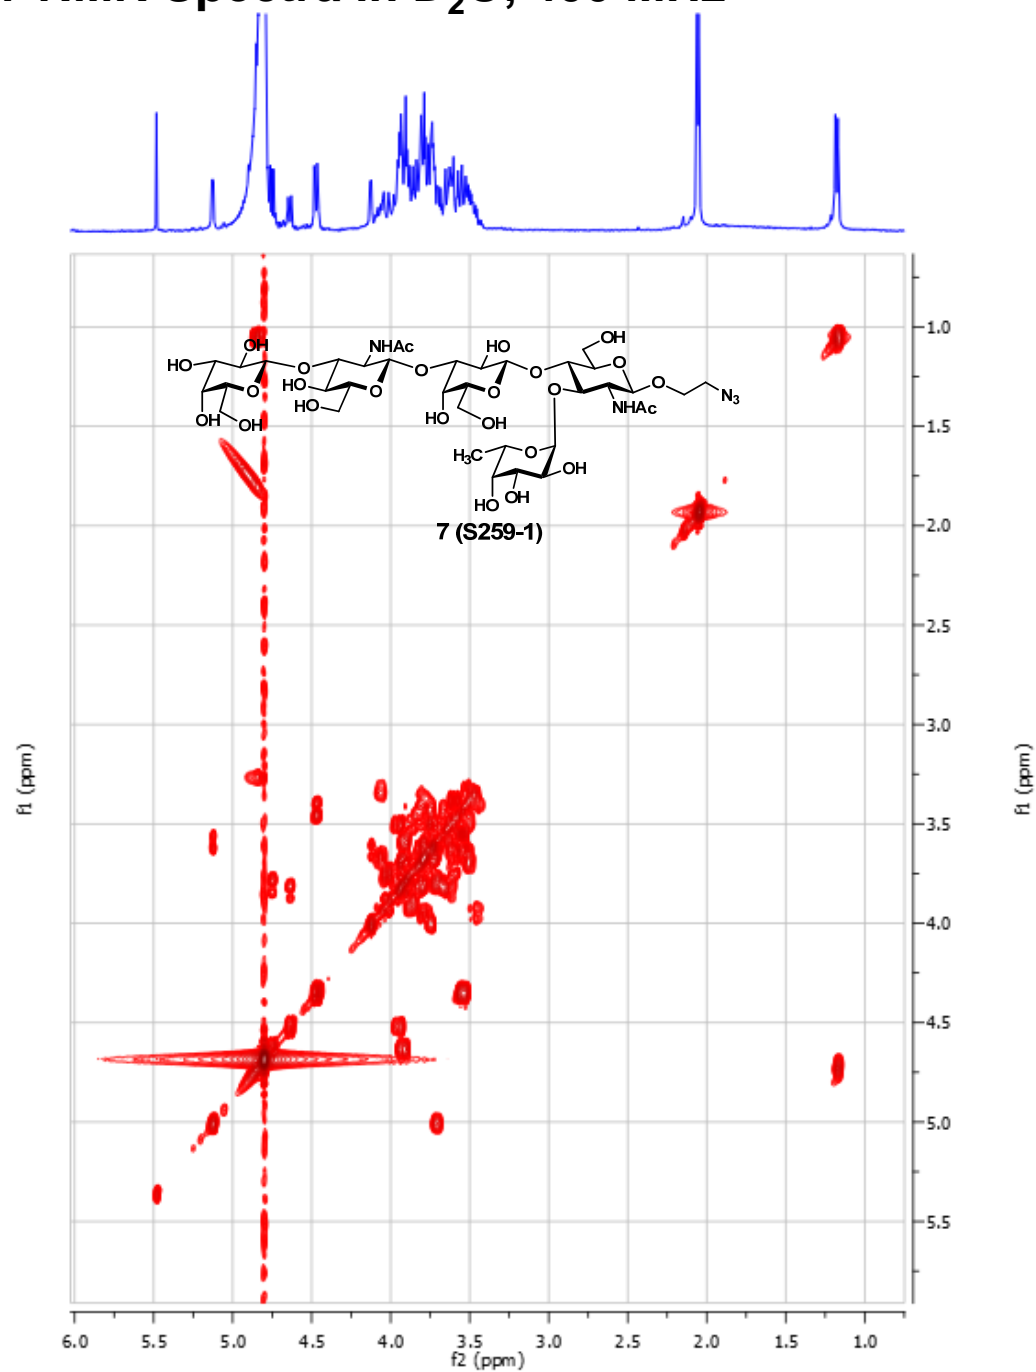 NMR Spectra in D2O, 400 MHz
1.0
1.5
2.0
2.5
3.0
3.5
4.0
4.5
5.0
5.5
f1 (ppm)
f1 (ppm)
OH
HO
OH
OH
O
O
NHAc
HO
HO
O
O
HO
HO
OH
O
O
OH
O
O
NHAc
O
N3
H3C
O
OH
OH
HO
7 (S259-1)
6.0 5.5 5.0 4.5 4.0 3.5 3.0 2.5 2.0 1.5 1.0
f2 (ppm)